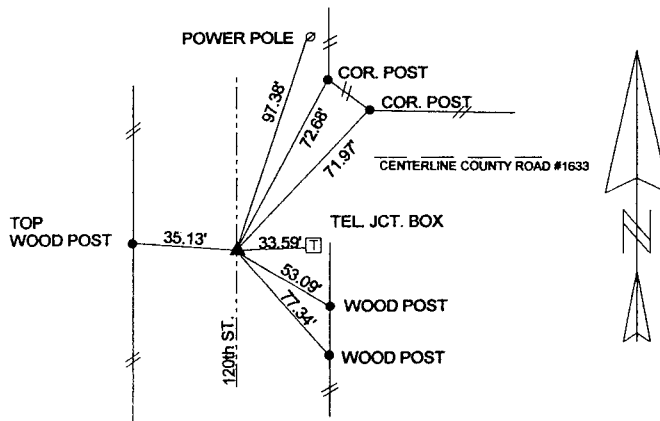 POWER POLE
COR. POST
COR. POST
97.38'
72.68'
71.97'
CENTERLINE COUNTY ROAD #1633
TOP
WOOD POST
35.13'
TEL. JCT. BOX
33.59'
T
53.09'
77.34'
WOOD POST
WOOD POST
120th ST.
N